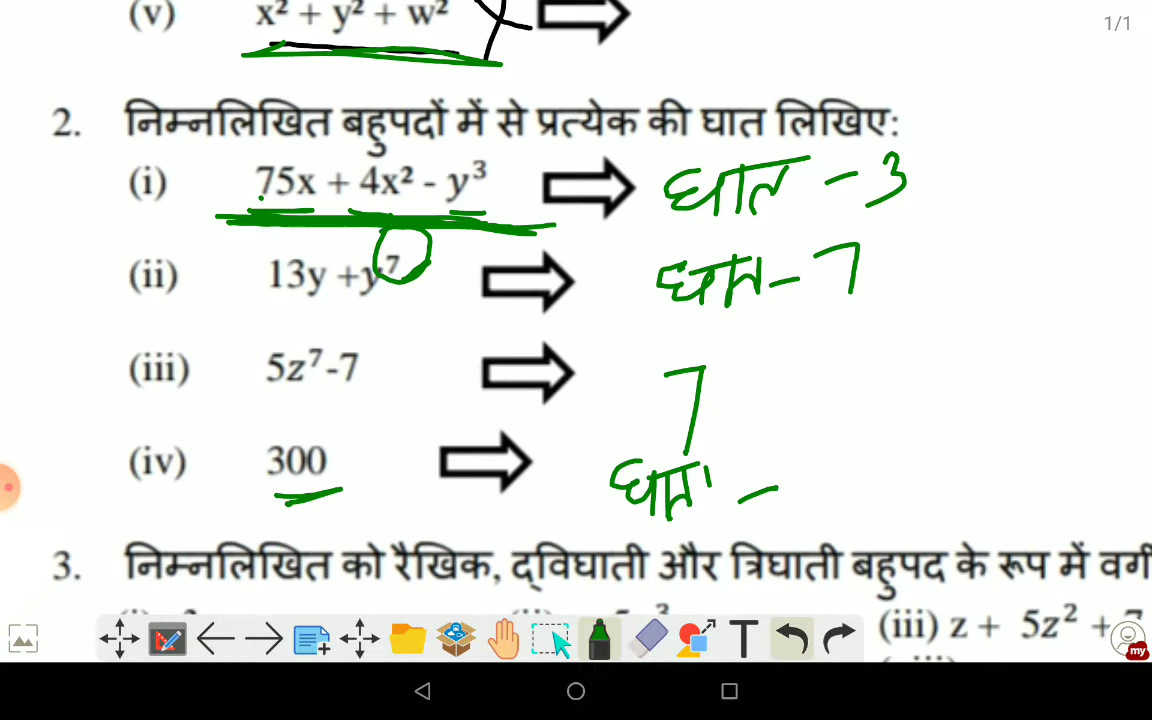 1/1
(v) x² + y² + w²
2. निम्नलिखित बहुपदों में से प्रत्येक की घात लिखिए:
(i) 75x + 4x² - y³ घात - 3
(ii) 13y + y⁷ घात - 7
(iii) 5z⁷-7 7
(iv) 300 घात -
3. निम्नलिखित को रैखिक, द्विघाती और त्रिघाती बहुपद के रूप में
(iii) z + 5z² +
T
my